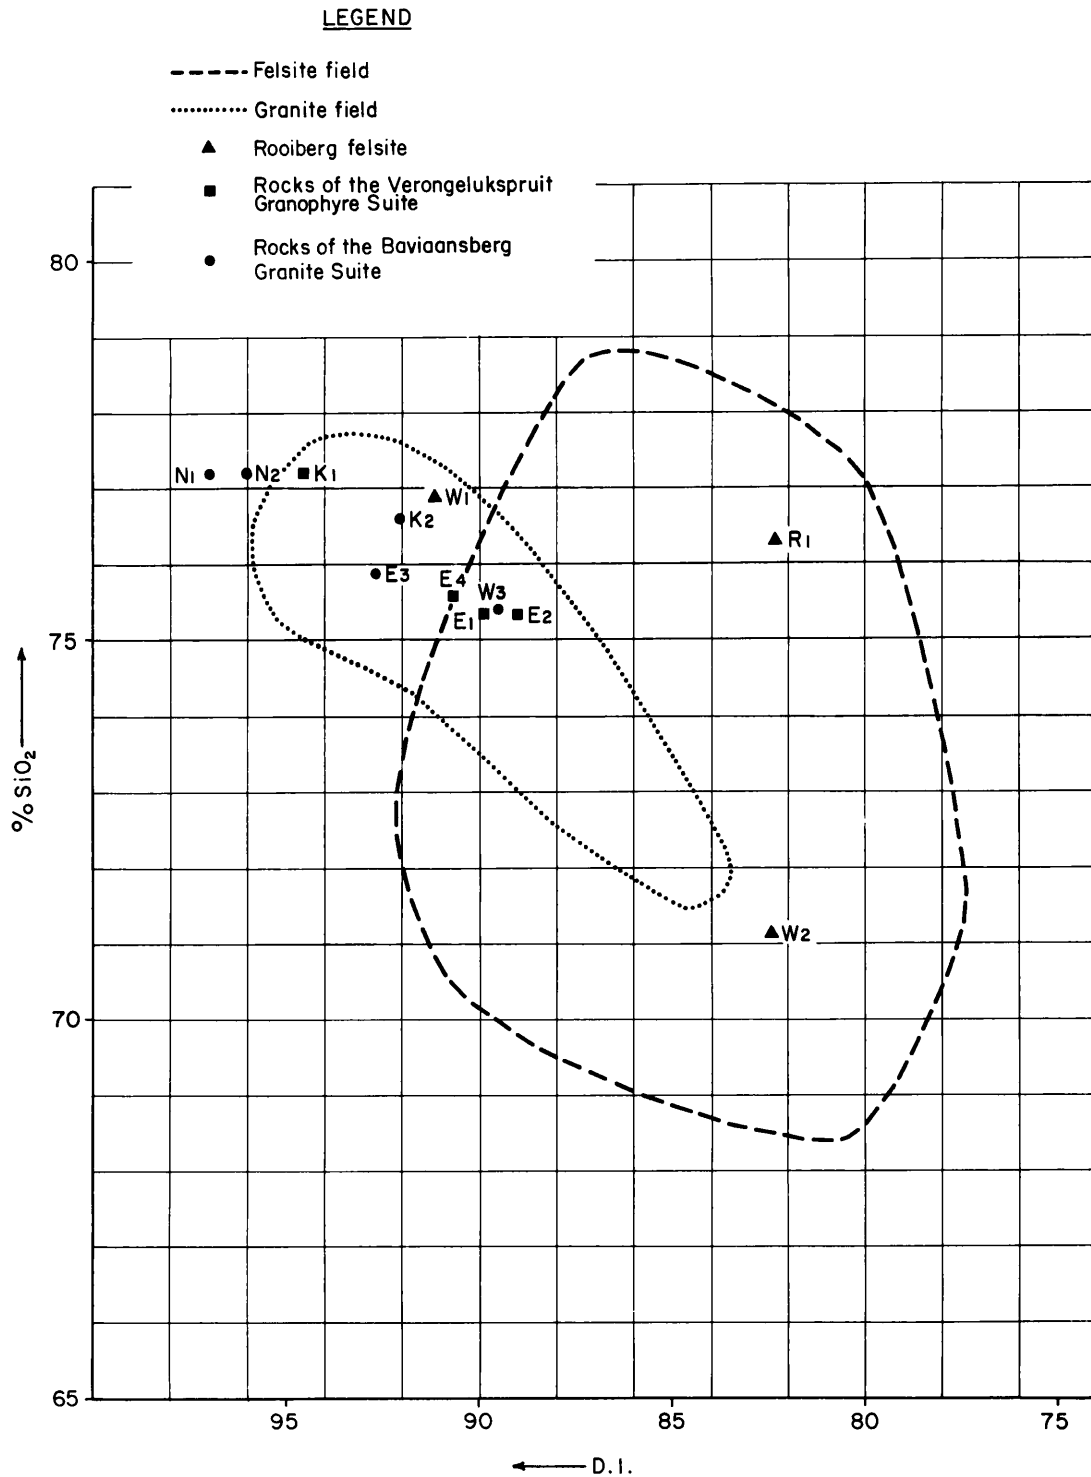 LEGEND
Felsite field
Granite field
Rooiberg felsite
Rocks of the Verongelukspruit
Granophyre Suite
Rocks of the Baviaansberg
Granite Suite
80
N1
N2
K1
W1
K2
R1
E3
E4
W3
E1
E2
75
% SiO2
W2
70
65
95
90
85
80
75
D.I.